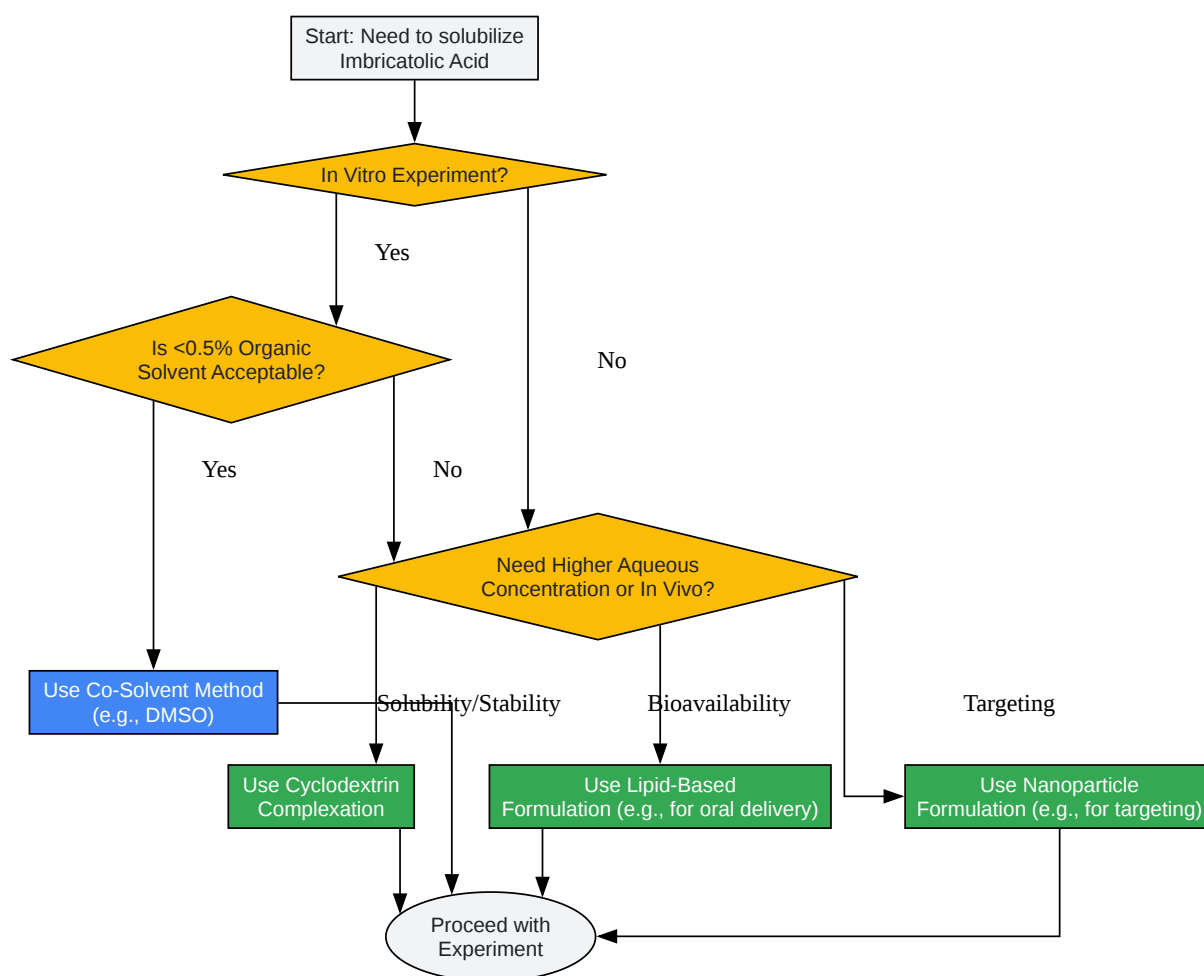 Start: Need to solubilize
Imbricatolic Acid
In Vitro Experiment?
Yes
Is <0.5% Organic
Solvent Acceptable?
No
Yes
No
Need Higher Aqueous
Concentration or In Vivo?
Use Co-Solvent Method
(e.g., DMSO)
Solubility/Stability
Bioavailability
Targeting
Use Cyclodextrin
Complexation
Use Lipid-Based
Formulation (e.g., for oral delivery)
Use Nanoparticle
Formulation (e.g., for targeting)
Proceed with
Experiment